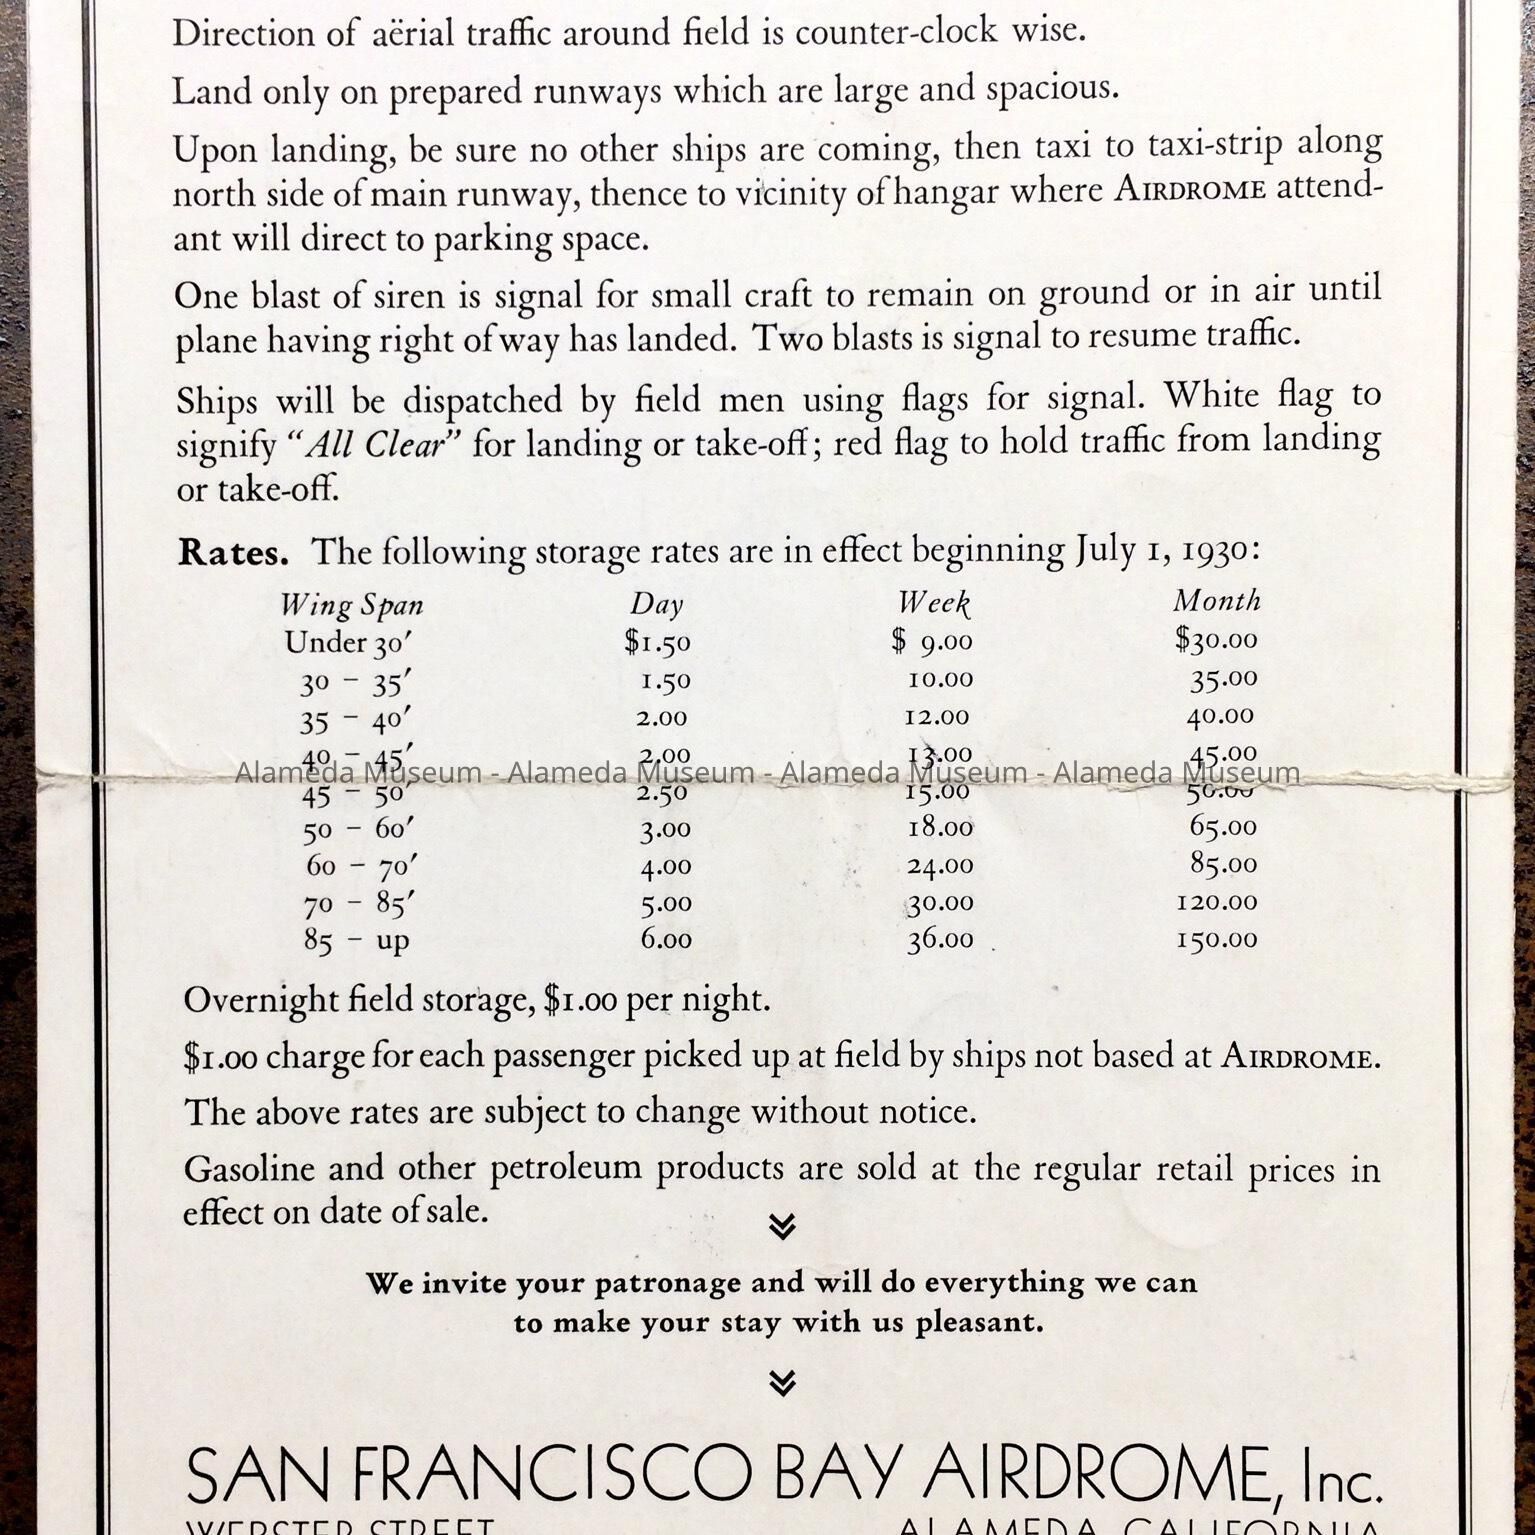 Direction of aërial traffic around field is counter-clock wise.
Land only on prepared runways which are large and spacious.
Upon landing, be sure no other ships are coming, then taxi to taxi-strip along
north side of main runway, thence to vicinity of hangar where AIRDROME attend-
ant will direct to parking space.
One blast of siren is signal for small craft to remain on ground or in air until
plane having right of way has landed. Two blasts is signal to resume traffic.
Ships will be dispatched by field men using flags for signal. White flag to
signify "All Clear" for landing or take-off; red flag to hold traffic from landing
or take-off.
Rates. The following storage rates are in effect beginning July 1, 1930:
Wing Span Day Week Month
Under 30′ $1.50 $ 9.00 $30.00
30 – 35′ 1.50 10.00 35.00
35 – 40′ 2.00 12.00 40.00
40 – 45′ 2.00 13.00 45.00
Alameda Museum - Alameda Museum - Alameda Museum - Alameda Museum
45 – 50′ 2.50 15.00 50.00
50 – 60′ 3.00 18.00 65.00
60 – 70′ 4.00 24.00 85.00
70 – 85′ 5.00 30.00 120.00
85 – up 6.00 36.00 150.00
Overnight field storage, $1.00 per night.
$1.00 charge for each passenger picked up at field by ships not based at AIRDROME.
The above rates are subject to change without notice.
Gasoline and other petroleum products are sold at the regular retail prices in
effect on date of sale.
We invite your patronage and will do everything we can
to make your stay with us pleasant.
SAN FRANCISCO BAY AIRDROME, Inc.
WEBSTER STREET ALAMEDA, CALIFORNIA